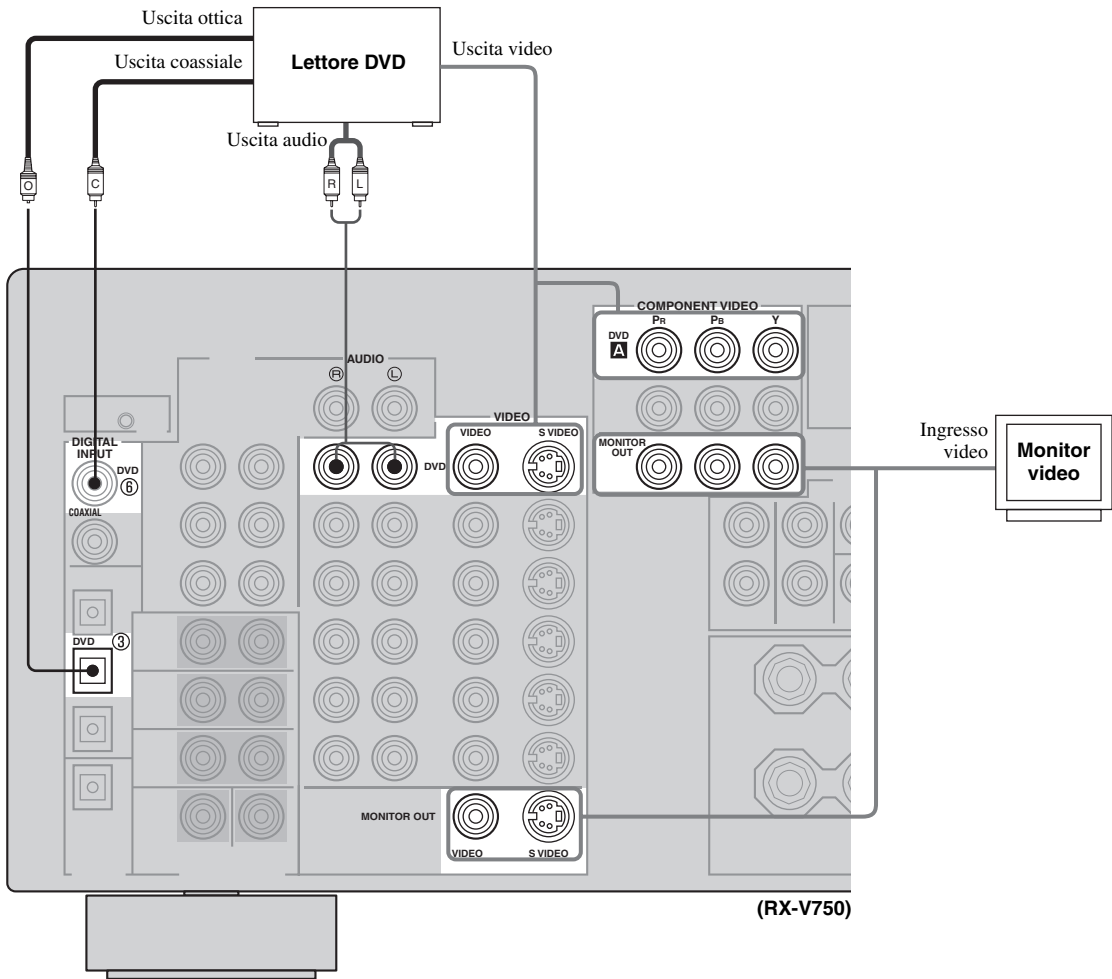 Uscita ottica
Uscita coassiale
Lettore DVD
Uscita video
Uscita audio
O
C
R
L
COMPONENT VIDEO
PR
PB
Y
DVD
A
AUDIO
R
L
VIDEO
VIDEO
S VIDEO
DVD
MONITOR
OUT
Ingresso
video
Monitor
video
DIGITAL
INPUT
DVD
⑥
COAXIAL
DVD
③
MONITOR OUT
VIDEO
S VIDEO
(RX-V750)